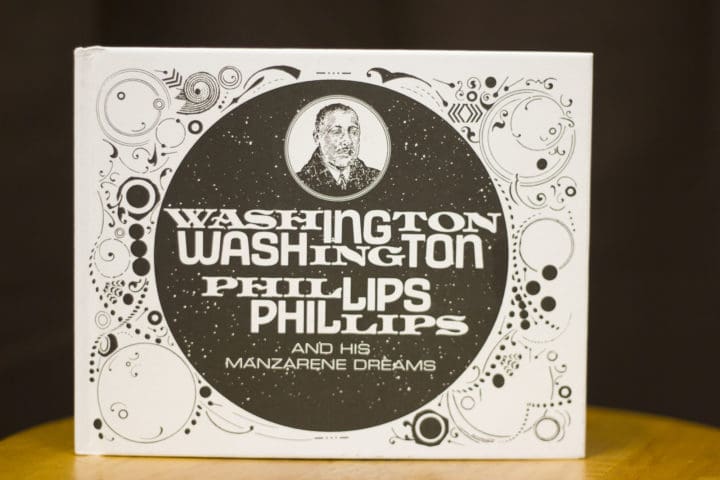 WASHINGTON
WASHINGTON
PHILLIPS
PHILLIPS
AND HIS
MANZARENE DREAMS